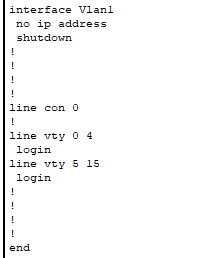 interface Vlan1
 no ip address
 shutdown
!
!
!
!
line con 0
!
line vty 0 4
 login
line vty 5 15
 login
!
!
!
!
end